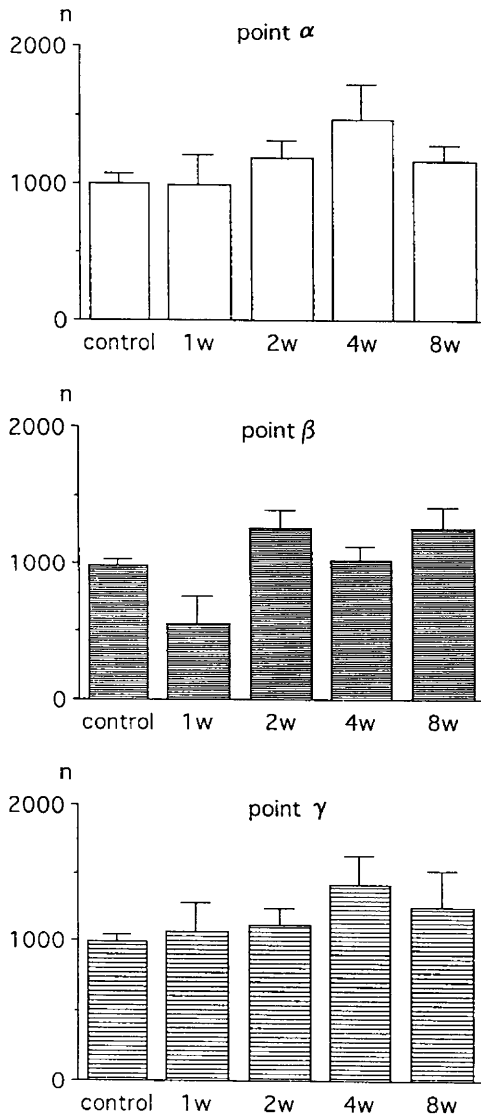 n
point α
2000
1000
0
control 1w 2w 4w 8w
n
point β
2000
1000
0
control 1w 2w 4w 8w
n
point γ
2000
1000
0
control 1w 2w 4w 8w